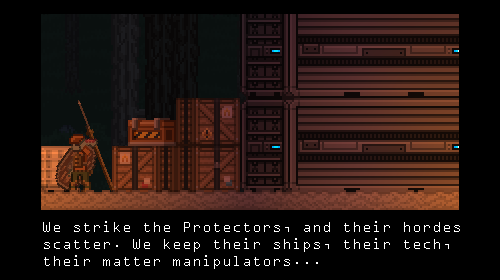 We strike the Protectors, and their hordes
scatter. We keep their ships, their tech,
their matter manipulators...